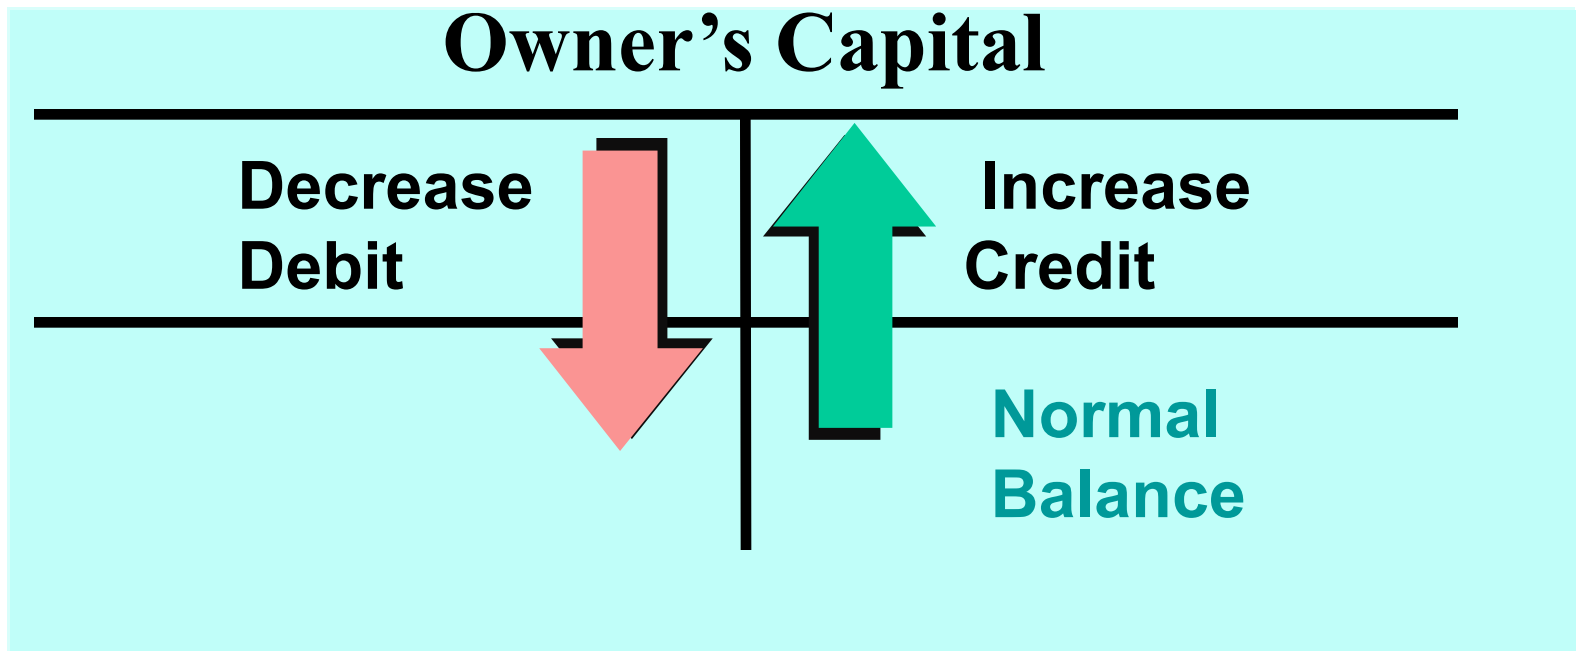 Owner’s Capital
Decrease
Debit
Increase
Credit
Normal
Balance